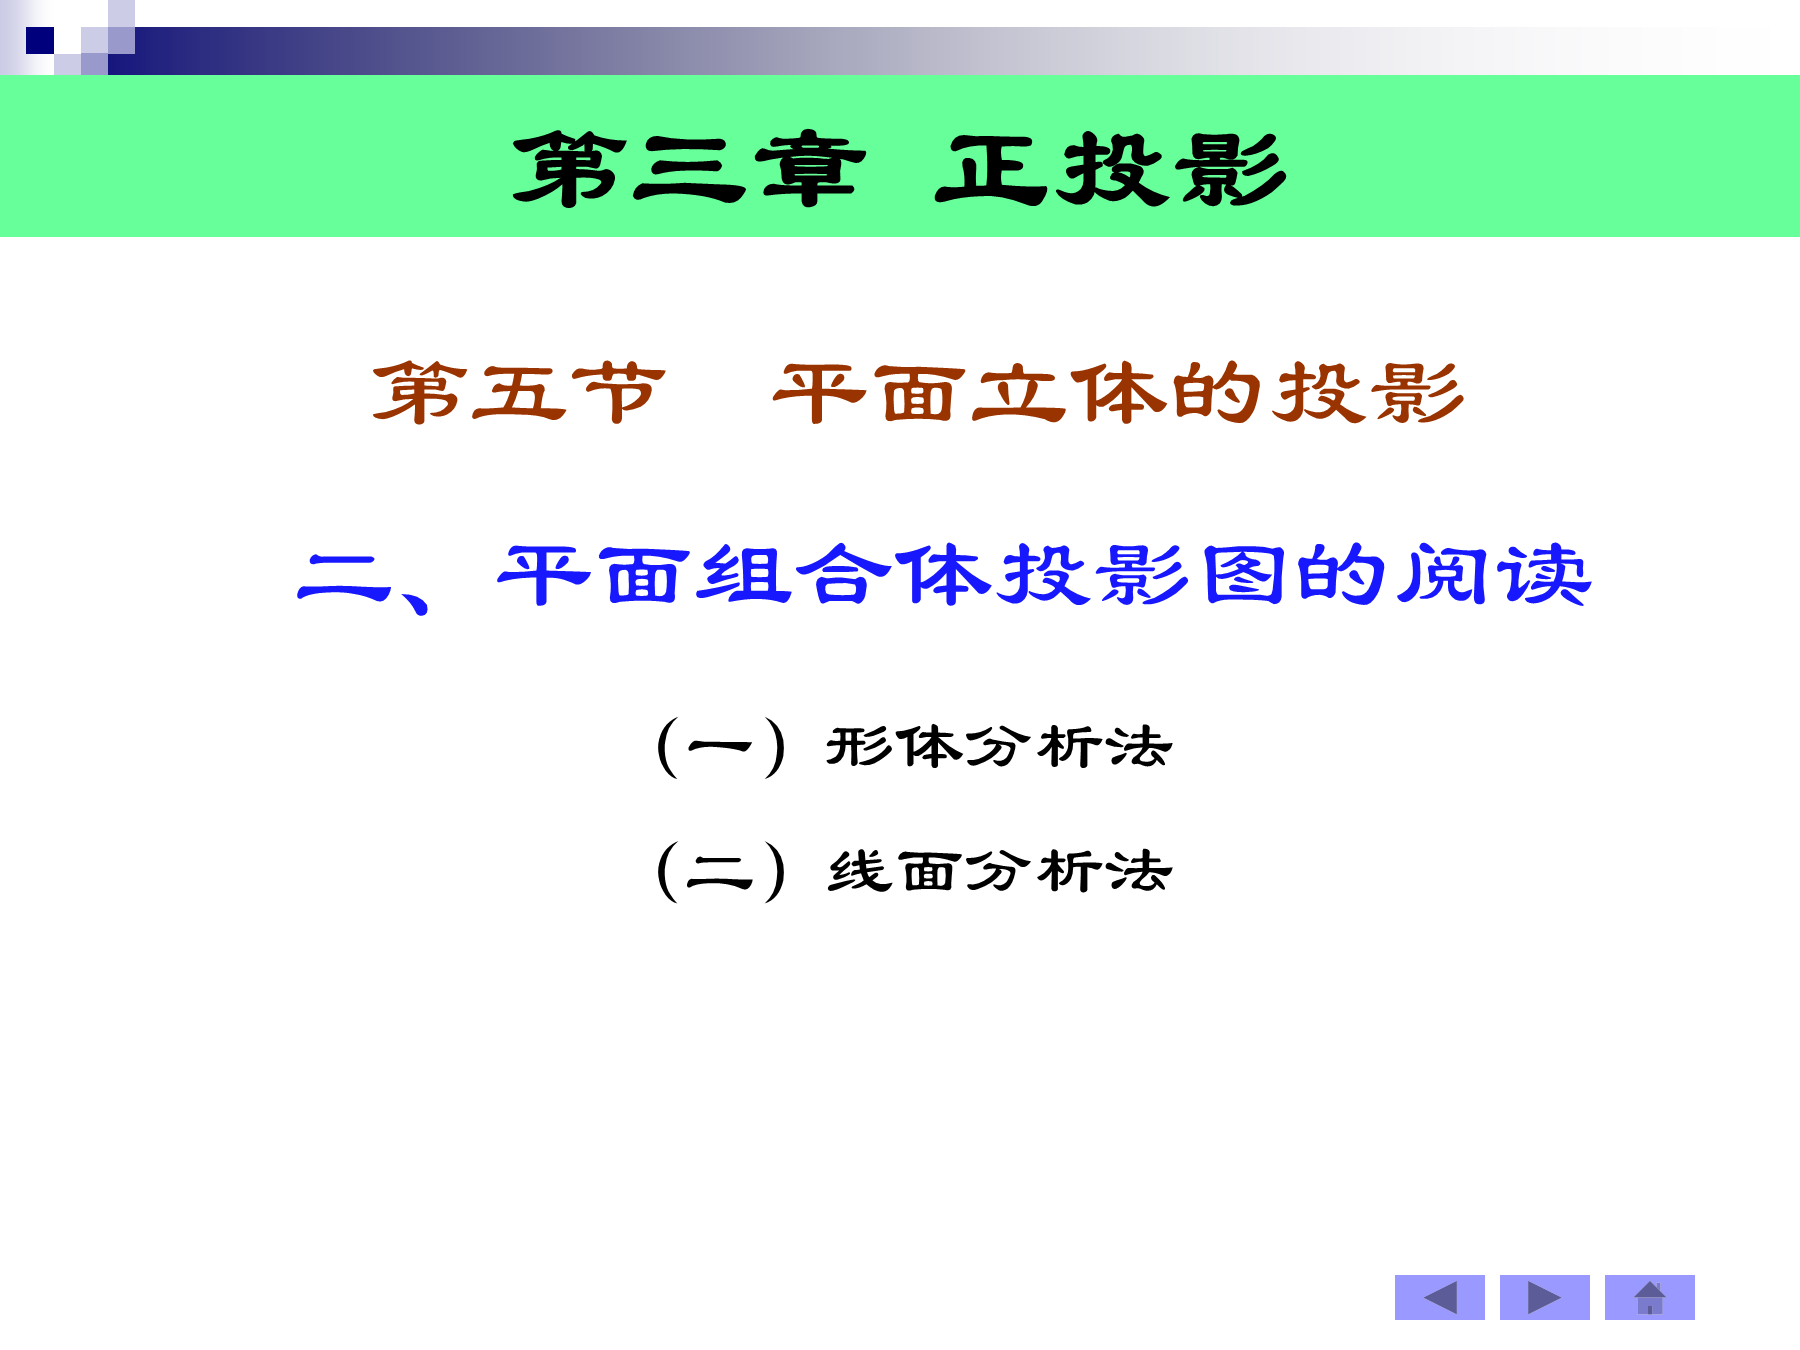 第三章 正投影
第五节 平面立体的投影
二、平面组合体投影图的阅读
（一）形体分析法
（二）线面分析法